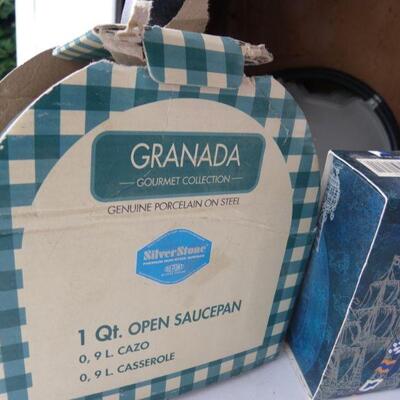 GRANADA
GOURMET COLLECTION
GENUINE PORCELAIN ON STEEL
SilverStone
1 Qt. OPEN SAUCEPAN
0, 9 L. CAZO
0, 9 L. CASSEROLE